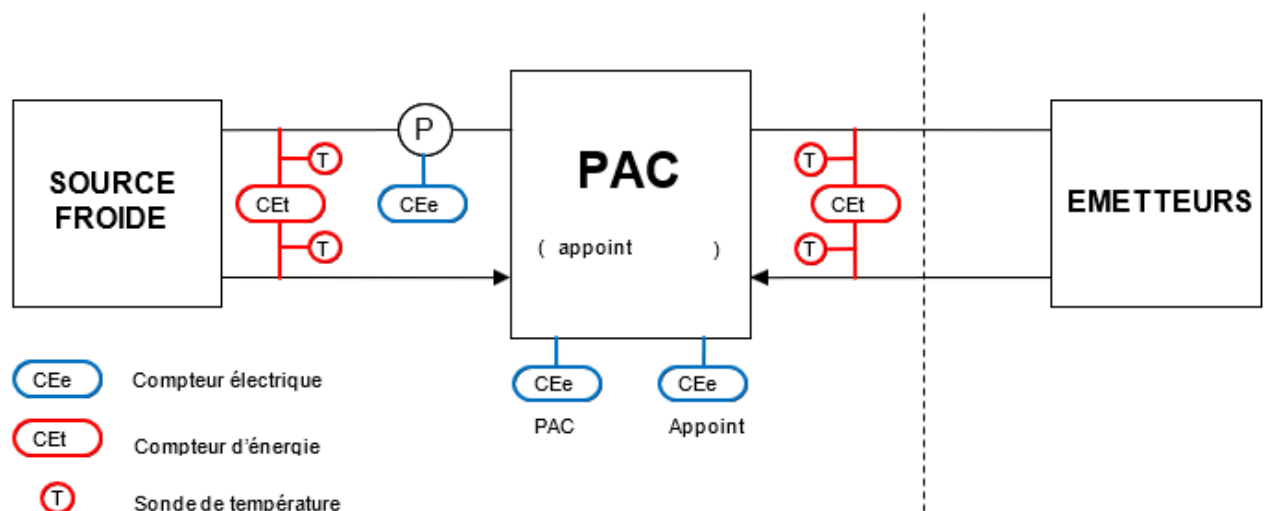 SOURCE
FROIDE
T
CEt
T
P
CEe
PAC
( appoint )
T
CEt
T
EMETTEURS
CEe
PAC
CEe
Appoint
CEe Compteur électrique
CEt Compteur d'énergie
T Sonde de température